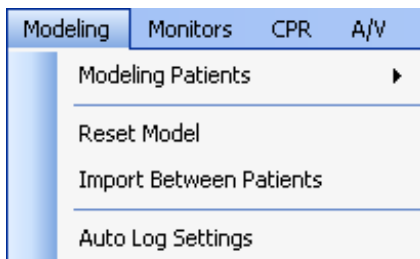 Modeling Monitors CPR A/V
Modeling Patients
Reset Model
Import Between Patients
Auto Log Settings